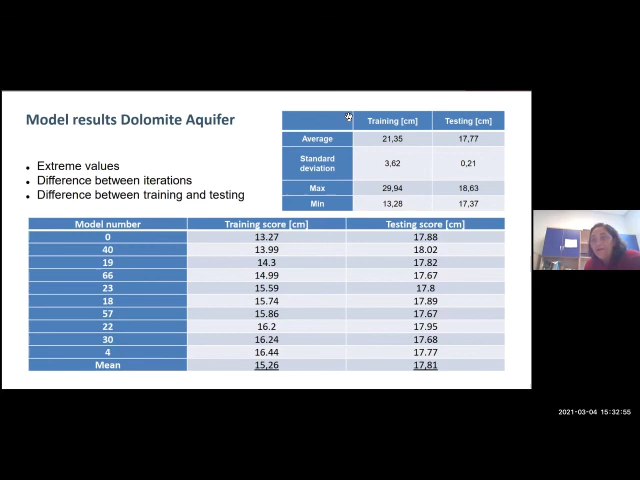 Model results Dolomite Aquifer
Extreme values
Difference between iterations
Difference between training and testing
Training [cm] Testing [cm]
Average 21,35 17,77
Standard deviation 3,62 0,21
Max 29,94 18,63
Min 13,28 17,37
Model number Training score [cm] Testing score [cm]
0 13.27 17.88
40 13.99 18.02
19 14.3 17.82
66 14.99 17.67
23 15.59 17.8
18 15.74 17.89
57 15.86 17.67
22 16.2 17.95
30 16.24 17.68
4 16.44 17.77
Mean 15,26 17,81
2021-03-04 15:32:55